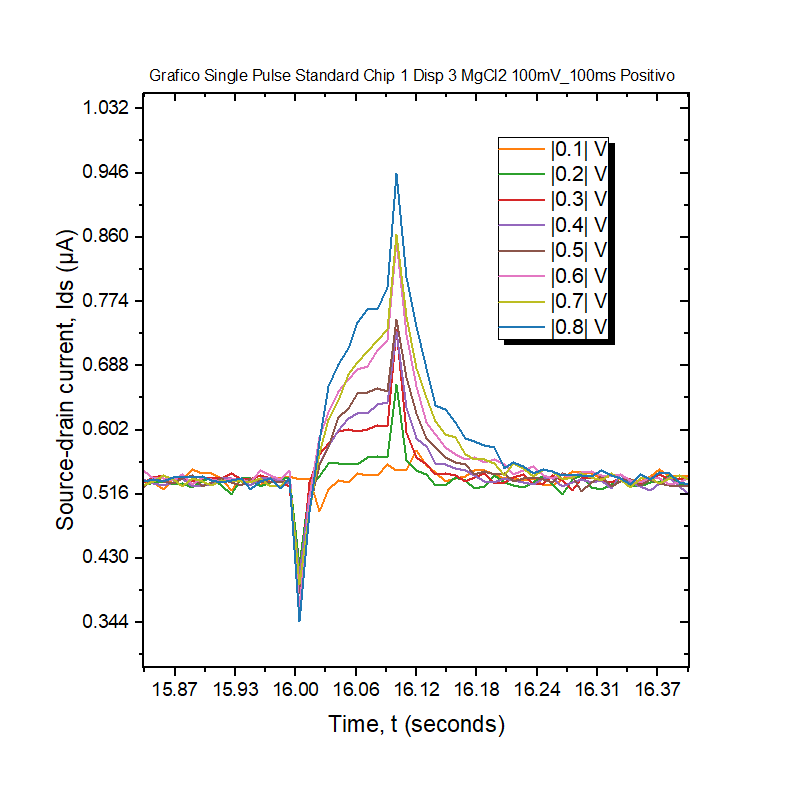 Grafico Single Pulse Standard Chip 1 Disp 3 MgCl2 100mV_100ms Positivo
1.032
0.946
0.860
0.774
0.688
0.602
0.516
0.430
0.344
Source-drain current, Ids (µA)
|0.1| V
|0.2| V
|0.3| V
|0.4| V
|0.5| V
|0.6| V
|0.7| V
|0.8| V
15.87 15.93 16.00 16.06 16.12 16.18 16.24 16.31 16.37
Time, t (seconds)